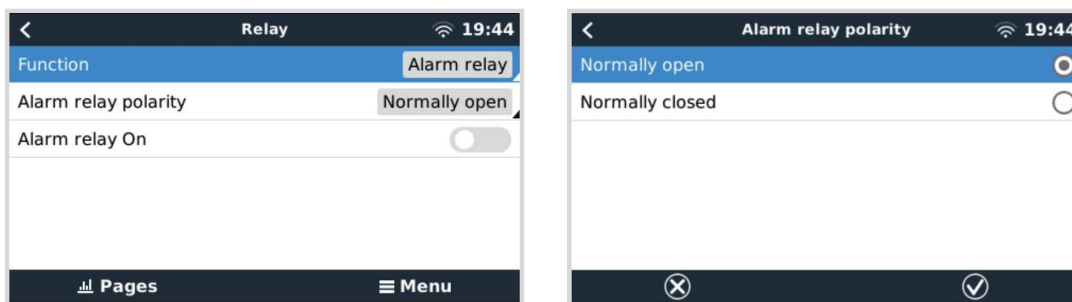 Relay 19:44
Function Alarm relay
Alarm relay polarity Normally open
Alarm relay On
Pages Menu
Alarm relay polarity 19:44
Normally open
Normally closed